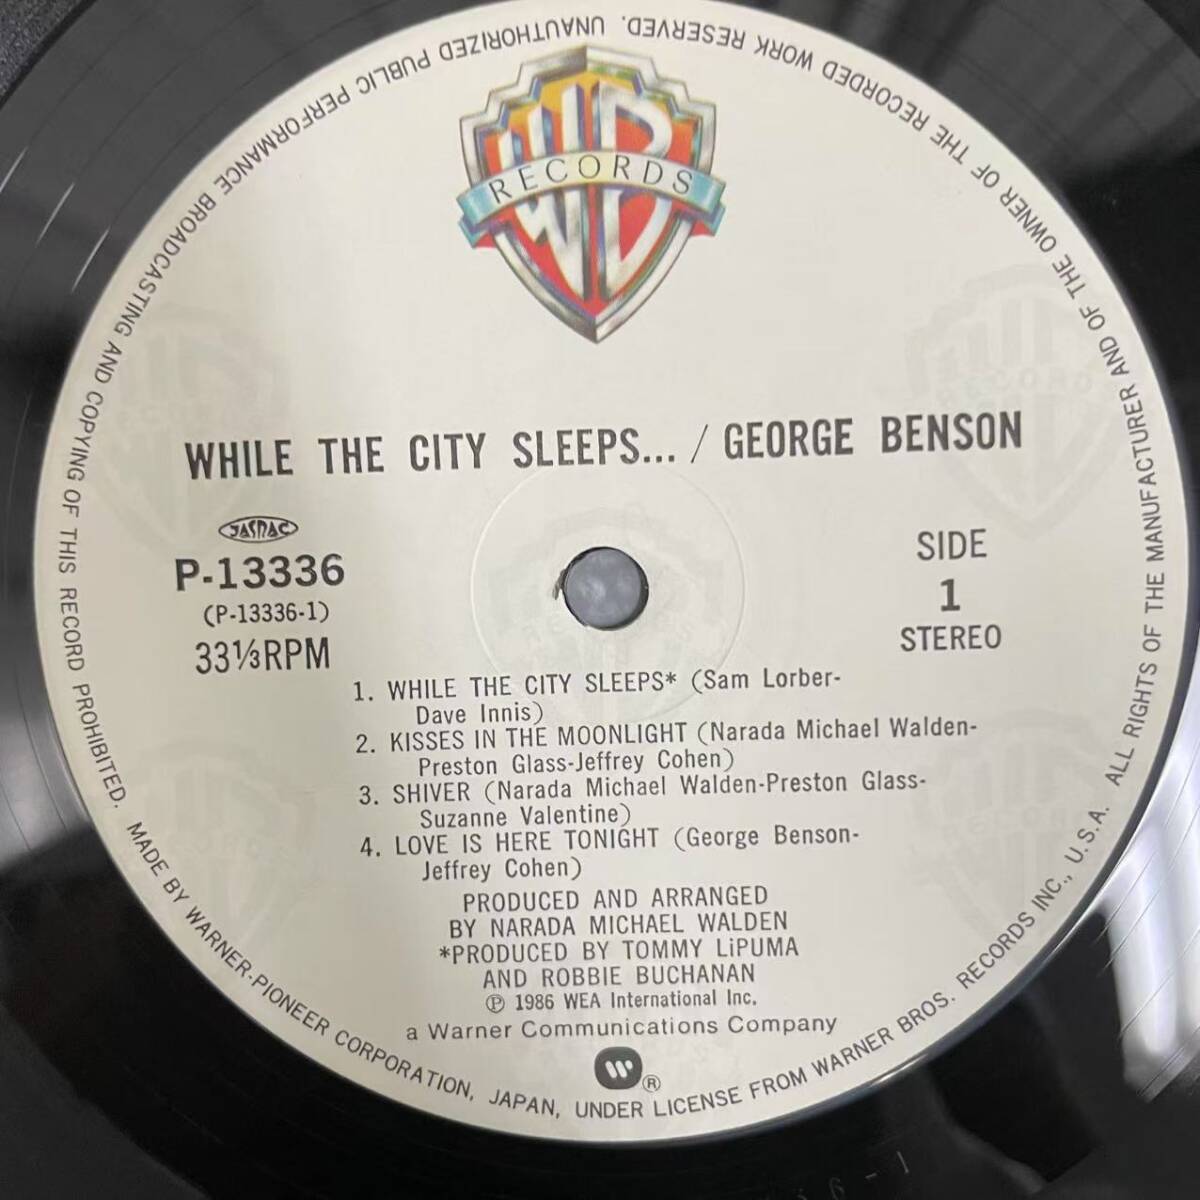 WB
RECORDS
WHILE THE CITY SLEEPS... / GEORGE BENSON
JASRAC
P-13336
(P-13336-1)
33⅓RPM
SIDE
1
STEREO
1. WHILE THE CITY SLEEPS* (Sam Lorber-
Dave Innis)
2. KISSES IN THE MOONLIGHT (Narada Michael Walden-
Preston Glass-Jeffrey Cohen)
3. SHIVER (Narada Michael Walden-Preston Glass-
Suzanne Valentine)
4. LOVE IS HERE TONIGHT (George Benson-
Jeffrey Cohen)
PRODUCED AND ARRANGED
BY NARADA MICHAEL WALDEN
*PRODUCED BY TOMMY LiPUMA
AND ROBBIE BUCHANAN
Ⓟ 1986 WEA International Inc.
a Warner Communications Company
W®
MADE BY WARNER-PIONEER CORPORATION, JAPAN, UNDER LICENSE FROM WARNER BROS. RECORDS INC., U.S.A. ALL RIGHTS OF THE MANUFACTURER AND OF THE OWNER OF THE RECORDED WORK RESERVED. UNAUTHORIZED PUBLIC PERFORMANCE BROADCASTING AND COPYING OF THIS RECORD PROHIBITED.